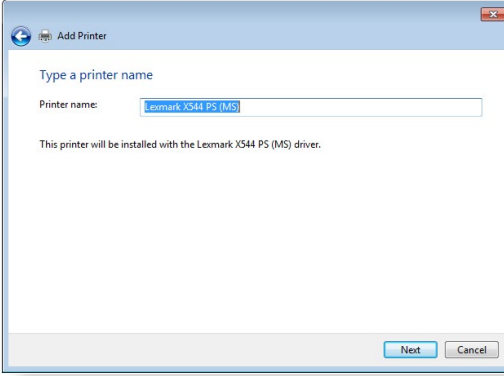 Add Printer
Type a printer name
Printer name: Lexmark X544 PS (MS)
This printer will be installed with the Lexmark X544 PS (MS) driver.
Next Cancel